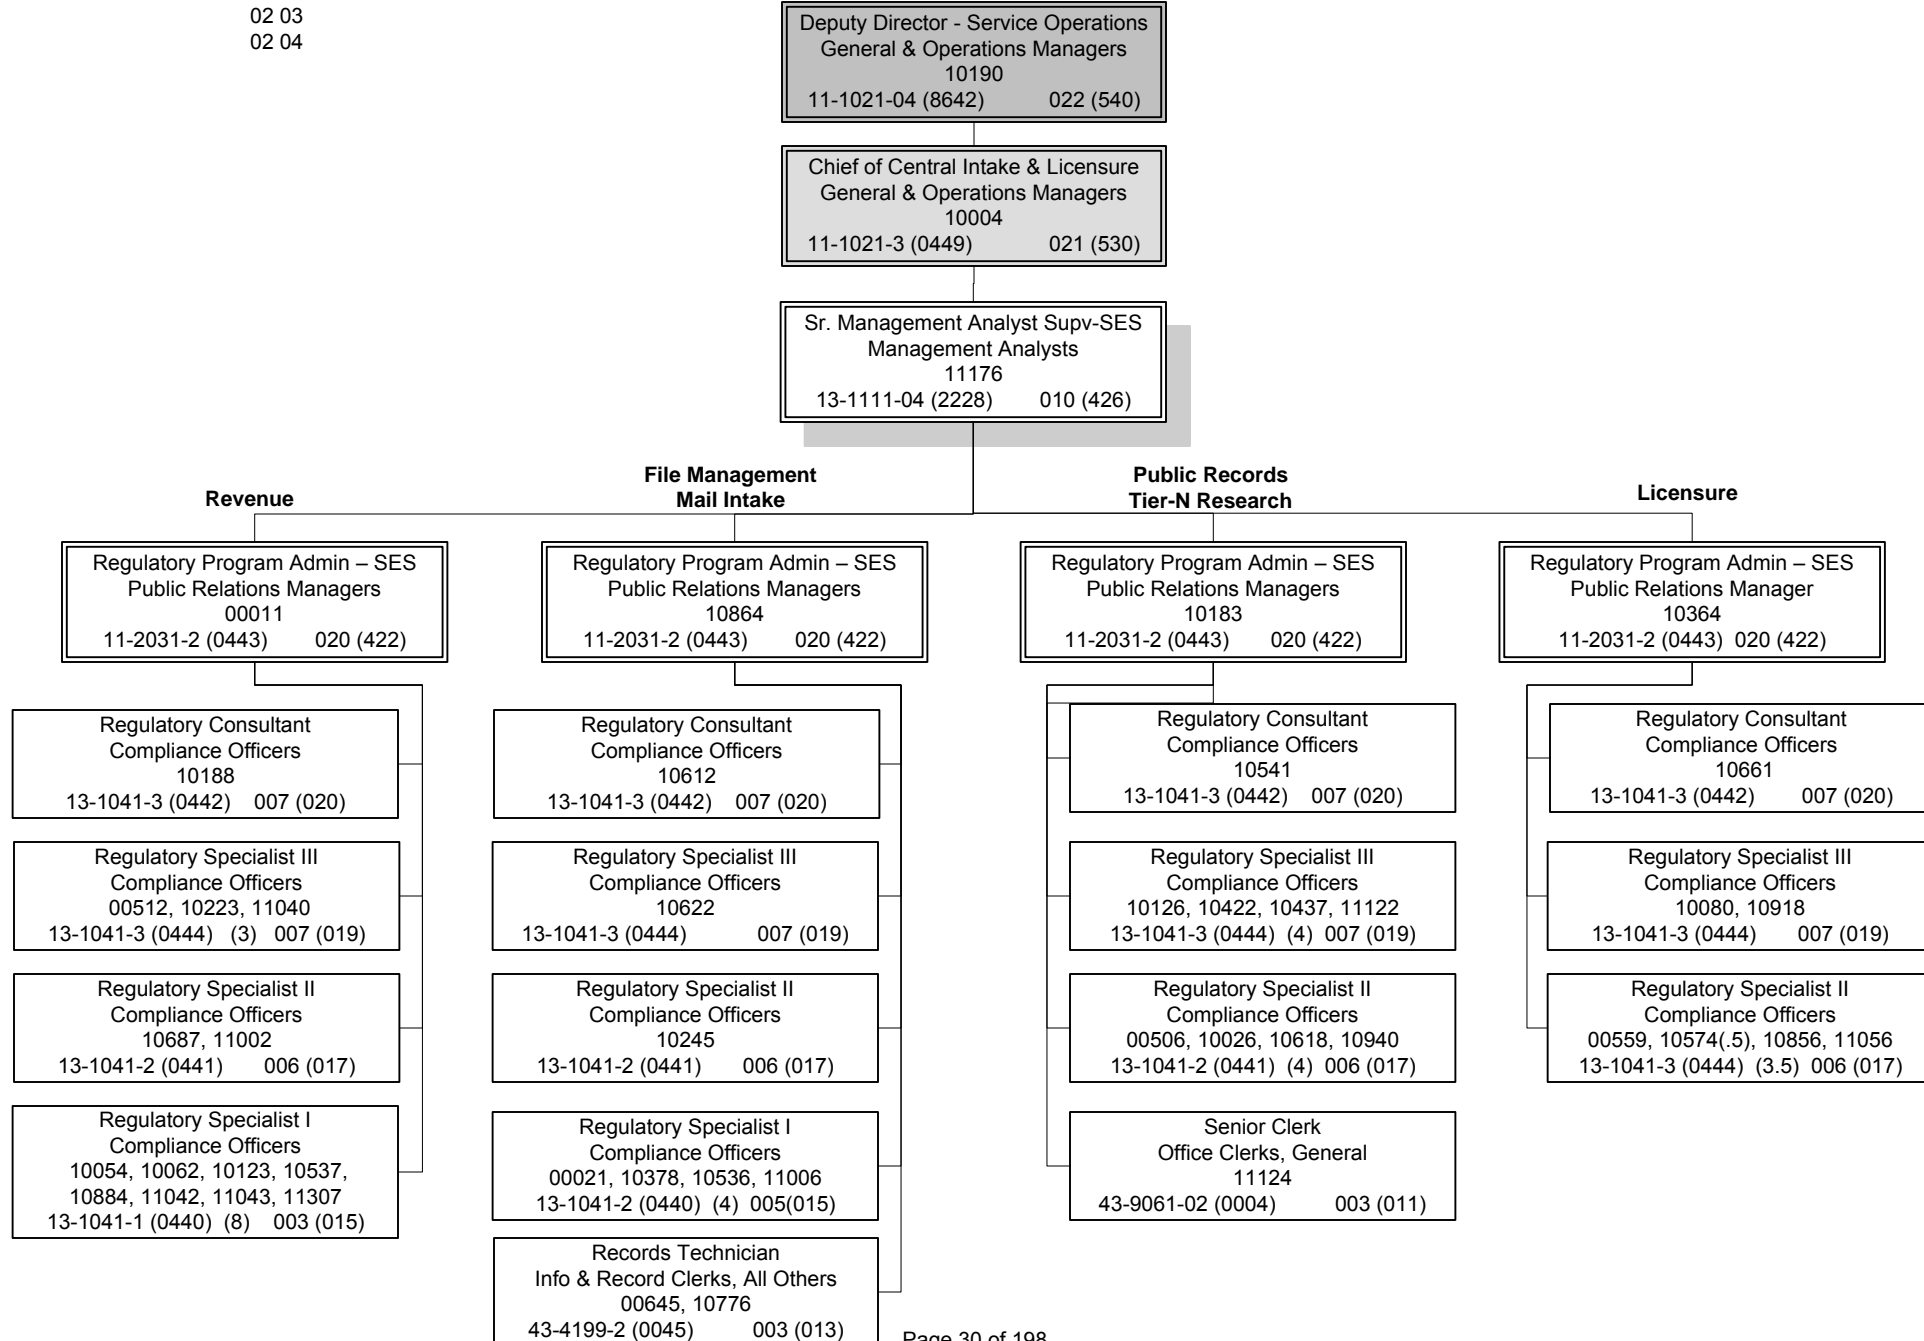 02 03
02 04
Deputy Director - Service Operations
General & Operations Managers
10190
11-1021-04 (8642) 022 (540)
Chief of Central Intake & Licensure
General & Operations Managers
10004
11-1021-3 (0449) 021 (530)
Sr. Management Analyst Supv-SES
Management Analysts
11176
13-1111-04 (2228) 010 (426)
Revenue
Regulatory Program Admin – SES
Public Relations Managers
00011
11-2031-2 (0443) 020 (422)
Regulatory Consultant
Compliance Officers
10188
13-1041-3 (0442) 007 (020)
Regulatory Specialist III
Compliance Officers
00512, 10223, 11040
13-1041-3 (0444) (3) 007 (019)
Regulatory Specialist II
Compliance Officers
10687, 11002
13-1041-2 (0441) 006 (017)
Regulatory Specialist I
Compliance Officers
10054, 10062, 10123, 10537,
10884, 11042, 11043, 11307
13-1041-1 (0440) (8) 003 (015)
File Management
Mail Intake
Regulatory Program Admin – SES
Public Relations Managers
10864
11-2031-2 (0443) 020 (422)
Regulatory Consultant
Compliance Officers
10612
13-1041-3 (0442) 007 (020)
Regulatory Specialist III
Compliance Officers
10622
13-1041-3 (0444) 007 (019)
Regulatory Specialist II
Compliance Officers
10245
13-1041-2 (0441) 006 (017)
Regulatory Specialist I
Compliance Officers
00021, 10378, 10536, 11006
13-1041-2 (0440) (4) 005(015)
Records Technician
Info & Record Clerks, All Others
00645, 10776
43-4199-2 (0045) 003 (013)
Public Records
Tier-N Research
Regulatory Program Admin – SES
Public Relations Managers
10183
11-2031-2 (0443) 020 (422)
Regulatory Consultant
Compliance Officers
10541
13-1041-3 (0442) 007 (020)
Regulatory Specialist III
Compliance Officers
10126, 10422, 10437, 11122
13-1041-3 (0444) (4) 007 (019)
Regulatory Specialist II
Compliance Officers
00506, 10026, 10618, 10940
13-1041-2 (0441) (4) 006 (017)
Senior Clerk
Office Clerks, General
11124
43-9061-02 (0004) 003 (011)
Licensure
Regulatory Program Admin – SES
Public Relations Manager
10364
11-2031-2 (0443) 020 (422)
Regulatory Consultant
Compliance Officers
10661
13-1041-3 (0442) 007 (020)
Regulatory Specialist III
Compliance Officers
10080, 10918
13-1041-3 (0444) 007 (019)
Regulatory Specialist II
Compliance Officers
00559, 10574(.5), 10856, 11056
13-1041-3 (0444) (3.5) 006 (017)
Page 30 of 198